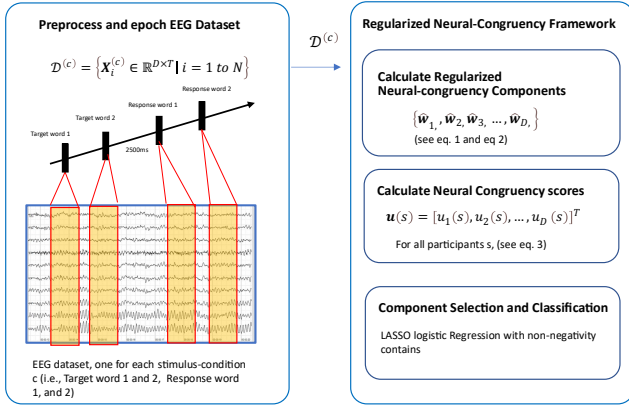 Preprocess and epoch EEG Dataset
𝒟^(c) = {X_i^(c) ∈ ℝ^{D×T} | i = 1 to N}
Target word 1
Target word 2
Response word 1
Response word 2
2500ms
EEG dataset, one for each stimulus-condition
c (i.e., Target word 1 and 2, Response word
1, and 2)
𝒟^(c)
Regularized Neural-Congruency Framework
Calculate Regularized
Neural-congruency Components
{ŵ_1, , ŵ_2, ŵ_3, …, ŵ_D, }
(see eq. 1 and eq 2)
Calculate Neural Congruency scores
u(s) = [u_1(s), u_2(s), …, u_D (s)]^T
For all participants s, (see eq. 3)
Component Selection and Classification
LASSO logistic Regression with non-negativity
contains